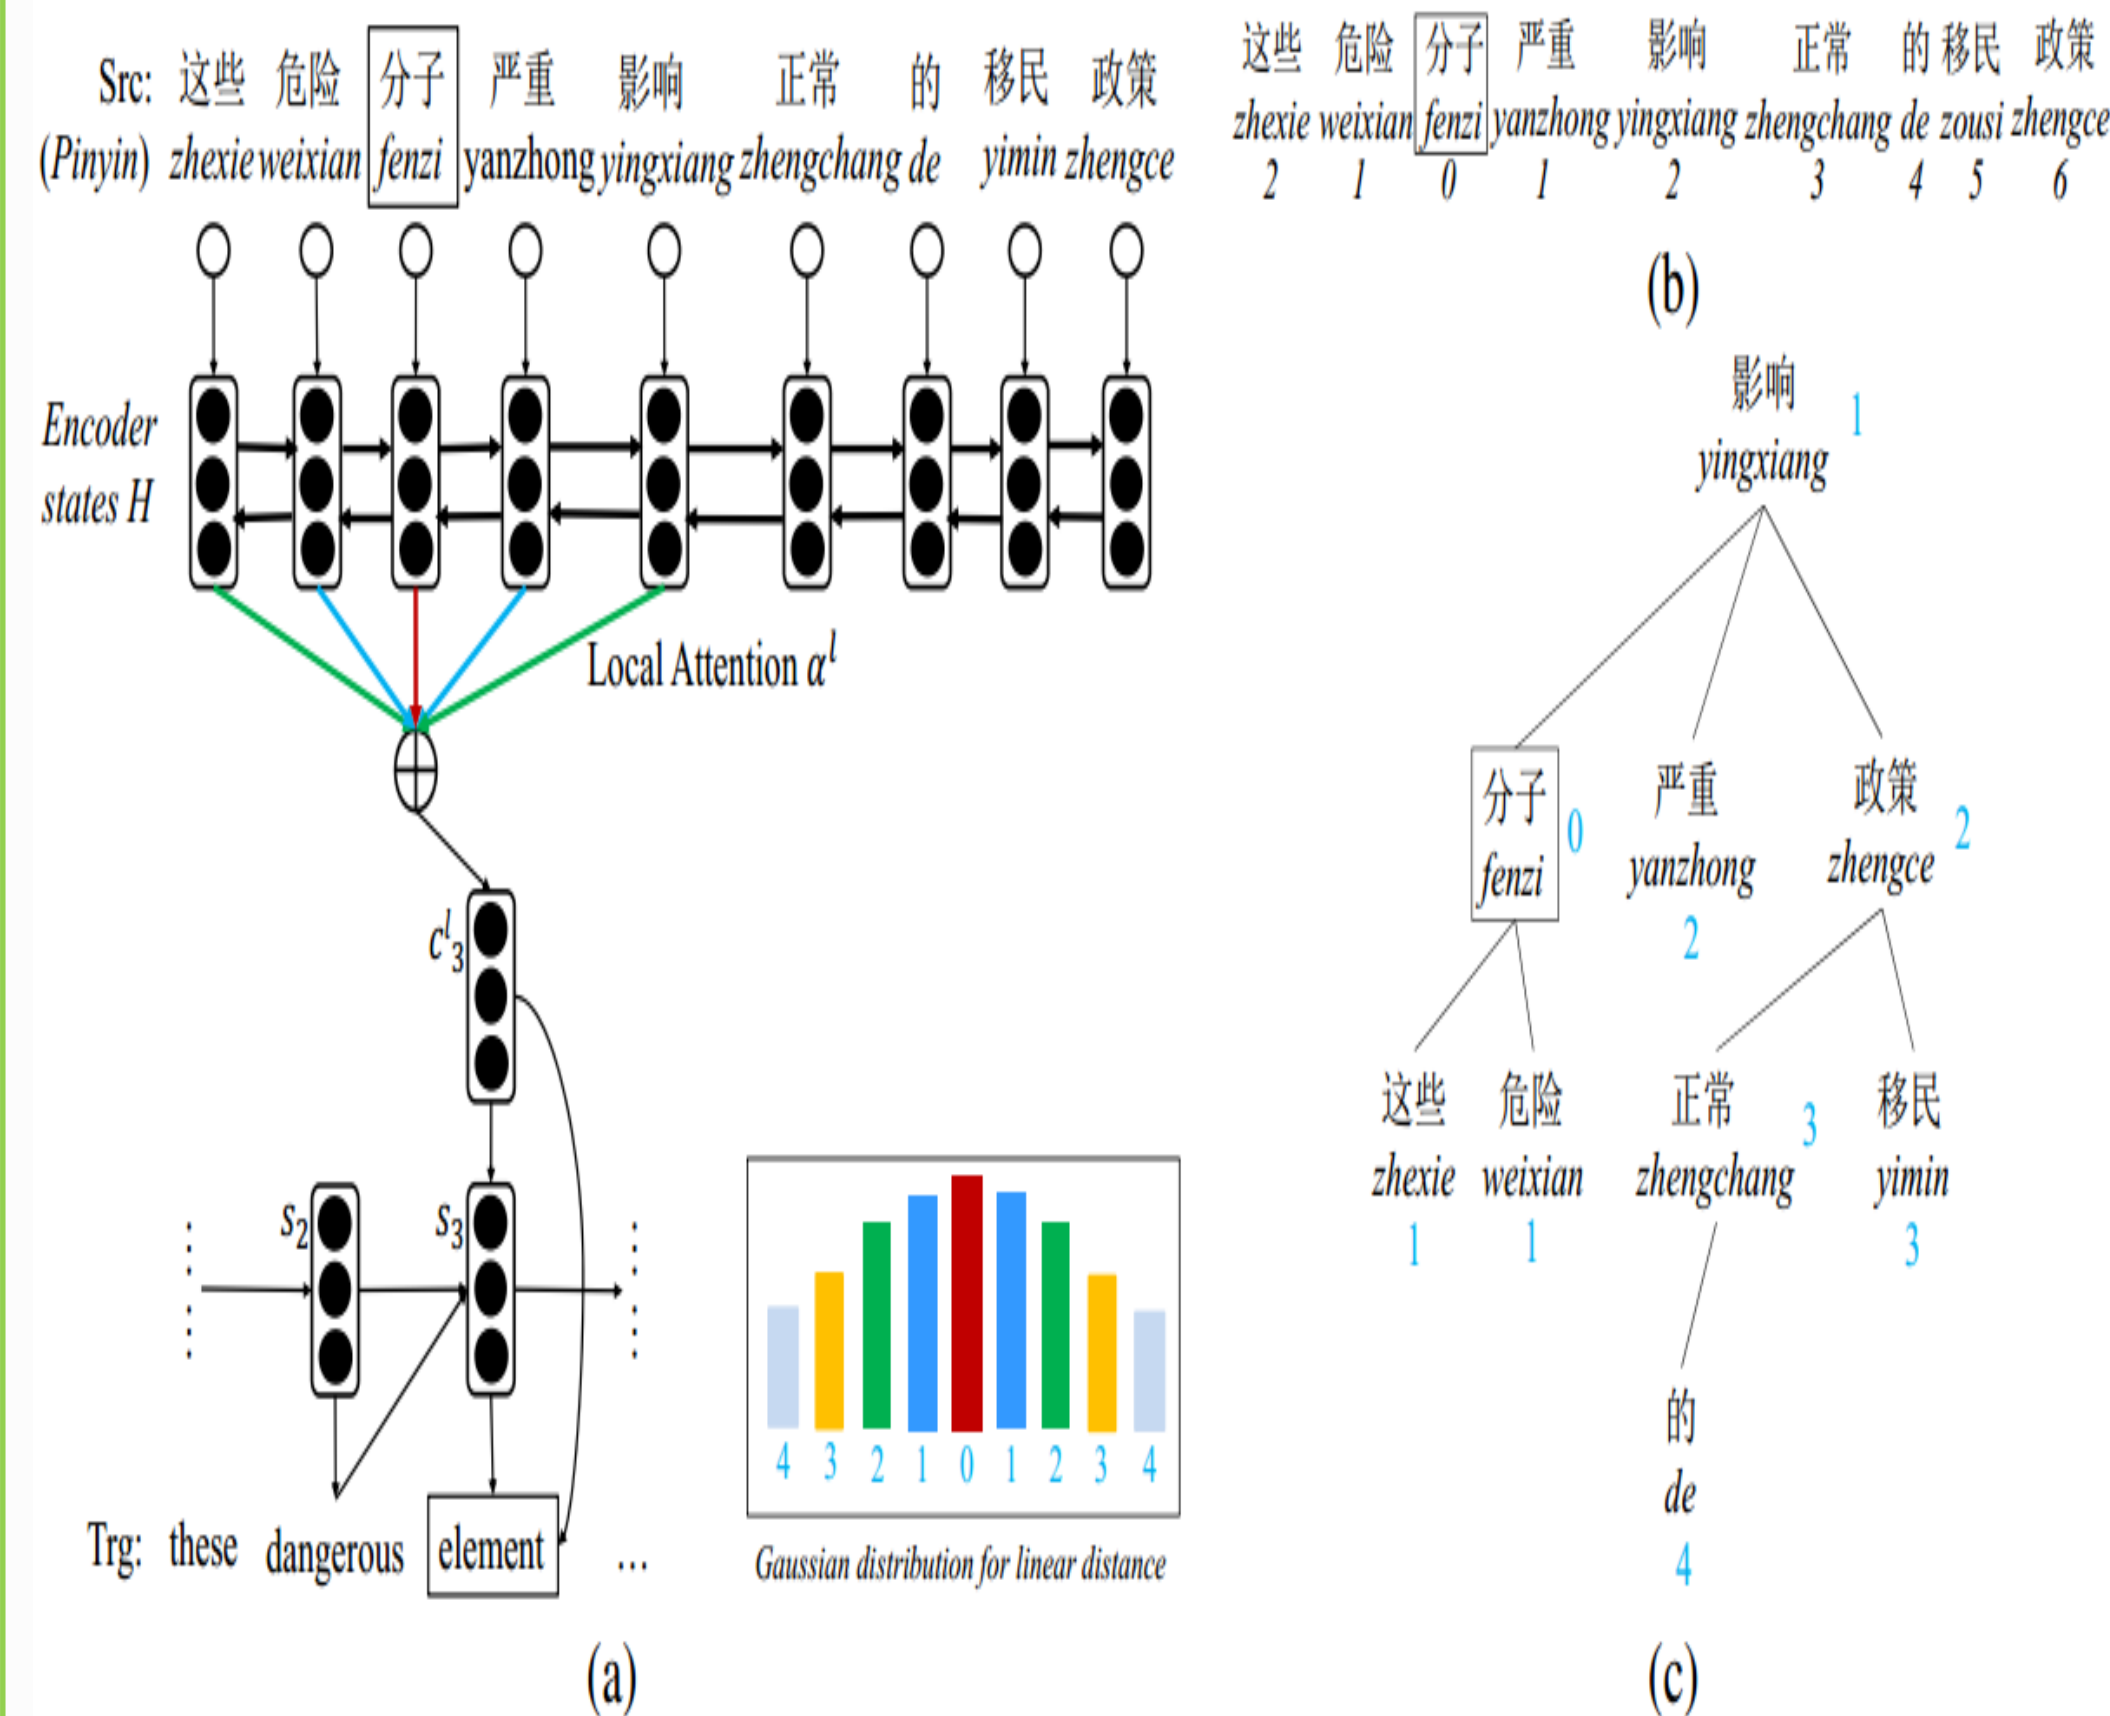 Src: 这些 危险 分子 严重 影响 正常 的 移民 政策
(Pinyin) zhexie weixian fenzi yanzhong yingxiang zhengchang de yimin zhengce
Encoder
states H
Local Attention αˡ
cˡ₃
s₂ s₃
Trg: these dangerous element ...
4 3 2 1 0 1 2 3 4
Gaussian distribution for linear distance
(a)
这些 危险 分子 严重 影响 正常 的 移民 政策
zhexie weixian fenzi yanzhong yingxiang zhengchang de zousi zhengce
2 1 0 1 2 3 4 5 6
(b)
影响 1
yingxiang
分子 严重 政策
fenzi 0 yanzhong zhengce 2
2
这些 危险 正常 移民
zhexie weixian zhengchang 3 yimin
1 1 3
的
de
4
(c)